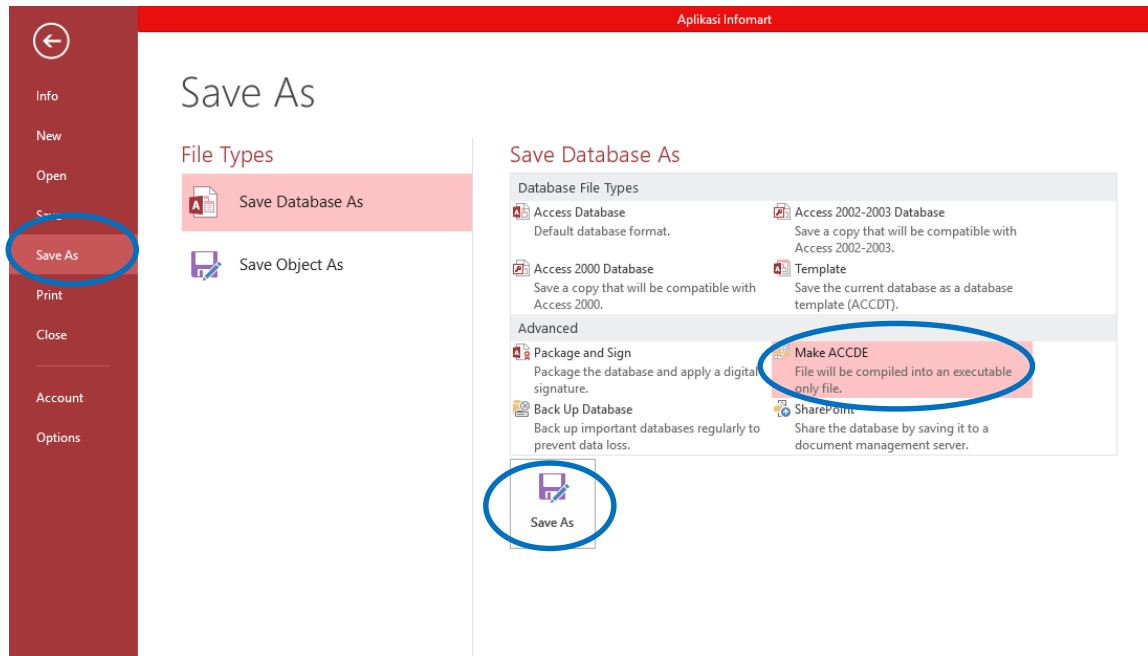 Aplikasi Infomart
Info
New
Open
Save
Save As
Print
Close
Account
Options
Save As
File Types
Save Database As
Save Object As
Save Database As
Database File Types
Access Database
Default database format.
Access 2002-2003 Database
Save a copy that will be compatible with
Access 2002-2003.
Access 2000 Database
Save a copy that will be compatible with
Access 2000.
Template
Save the current database as a database
template (ACCDT).
Advanced
Package and Sign
Package the database and apply a digital
signature.
Make ACCDE
File will be compiled into an executable
only file.
Back Up Database
Back up important databases regularly to
prevent data loss.
SharePoint
Share the database by saving it to a
document management server.
Save As